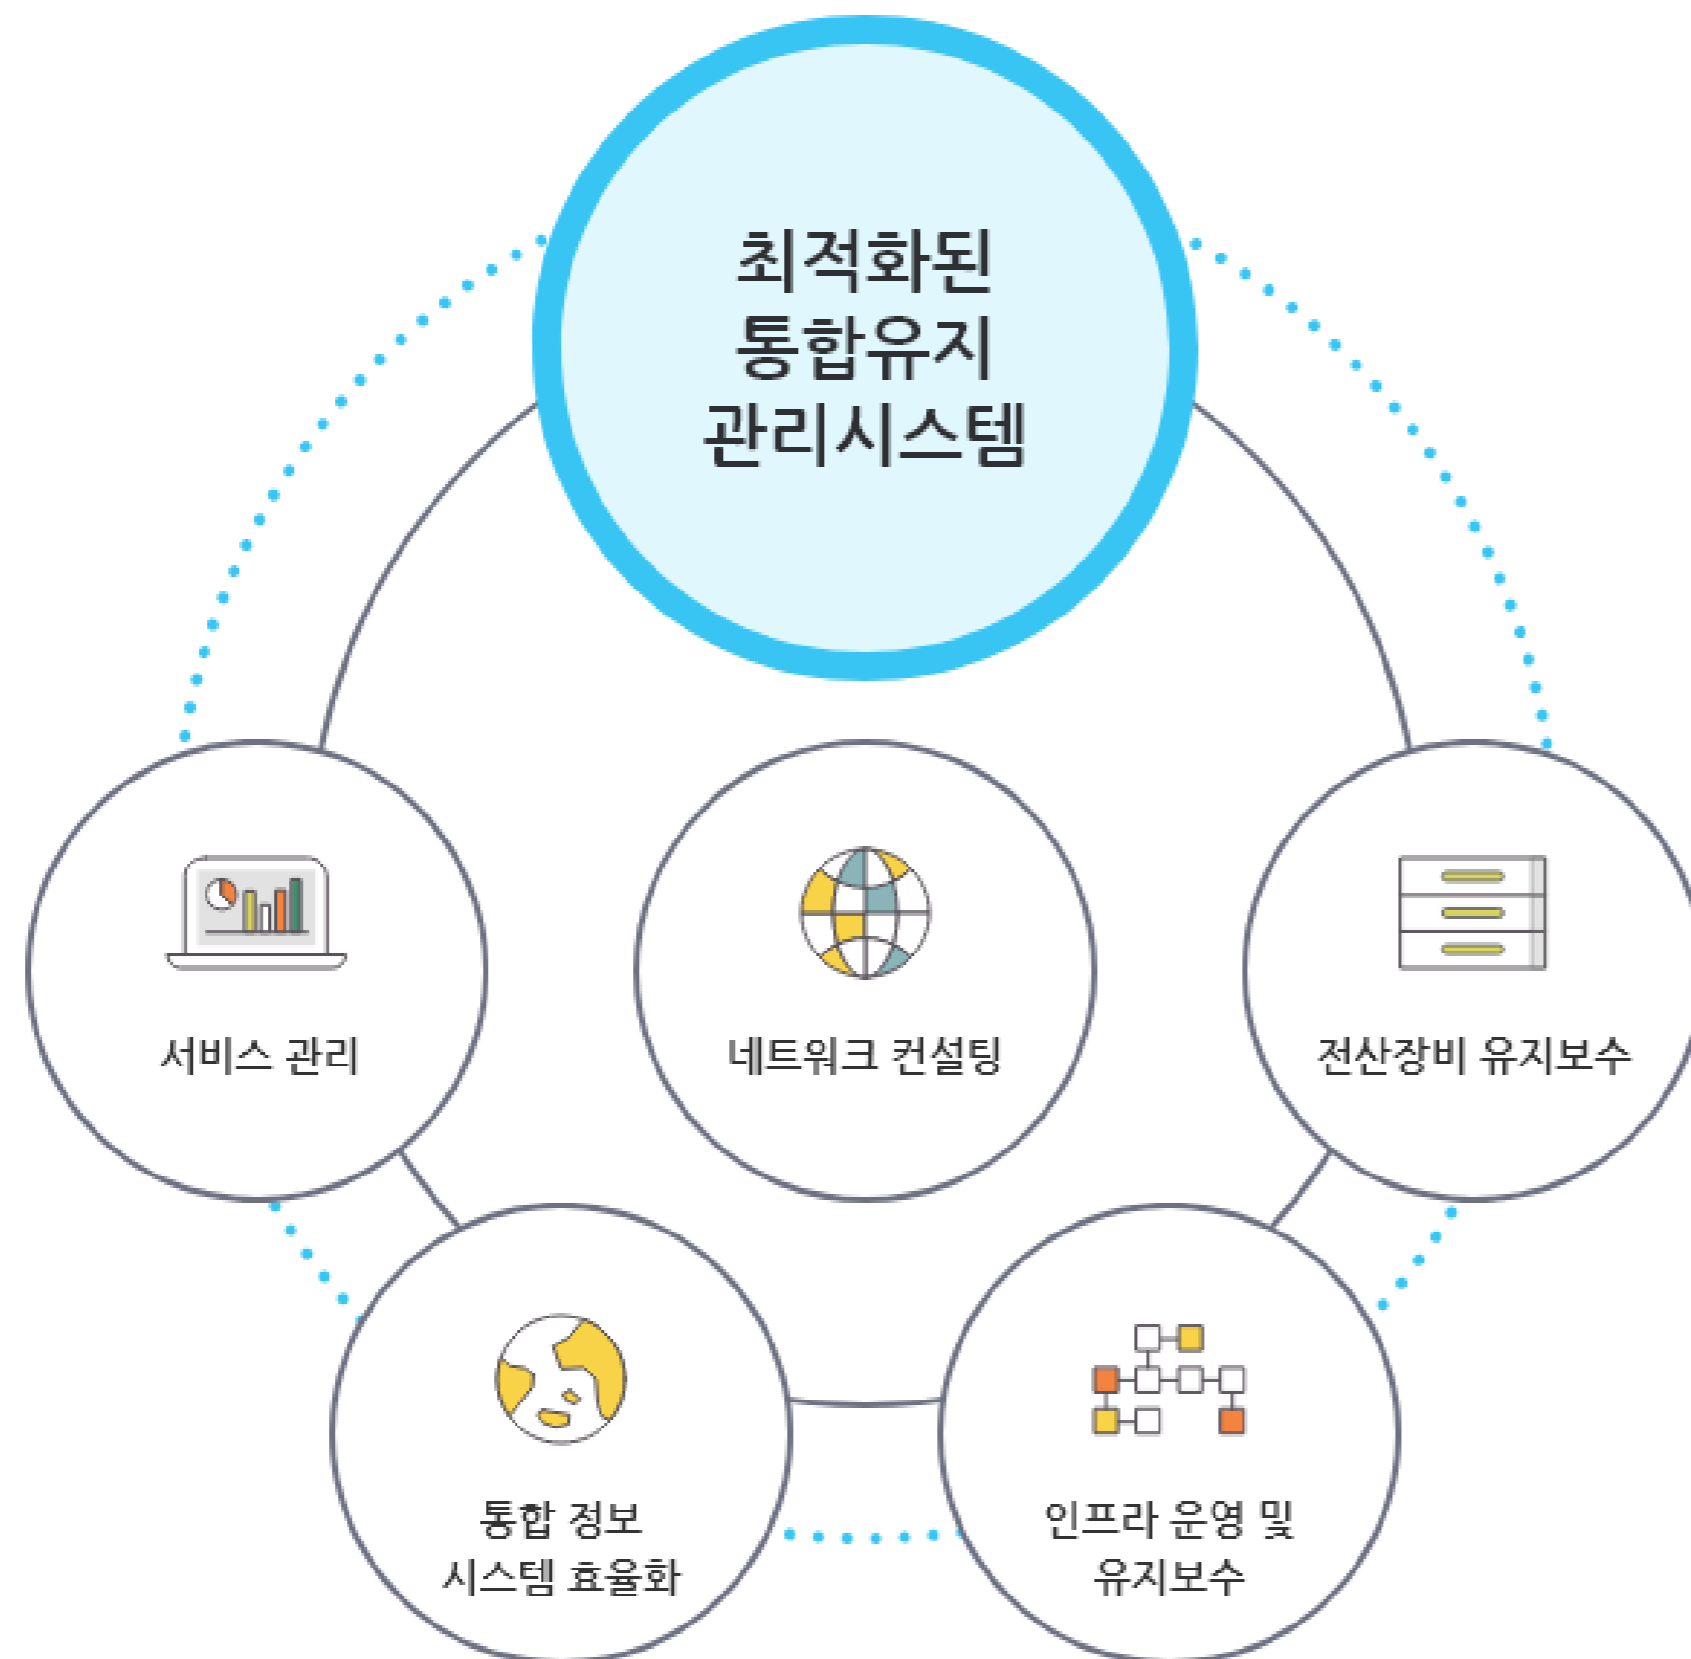 최적화된
통합유지
관리시스템
서비스 관리
네트워크 컨설팅
전산장비 유지보수
통합 정보
시스템 효율화
인프라 운영 및
유지보수